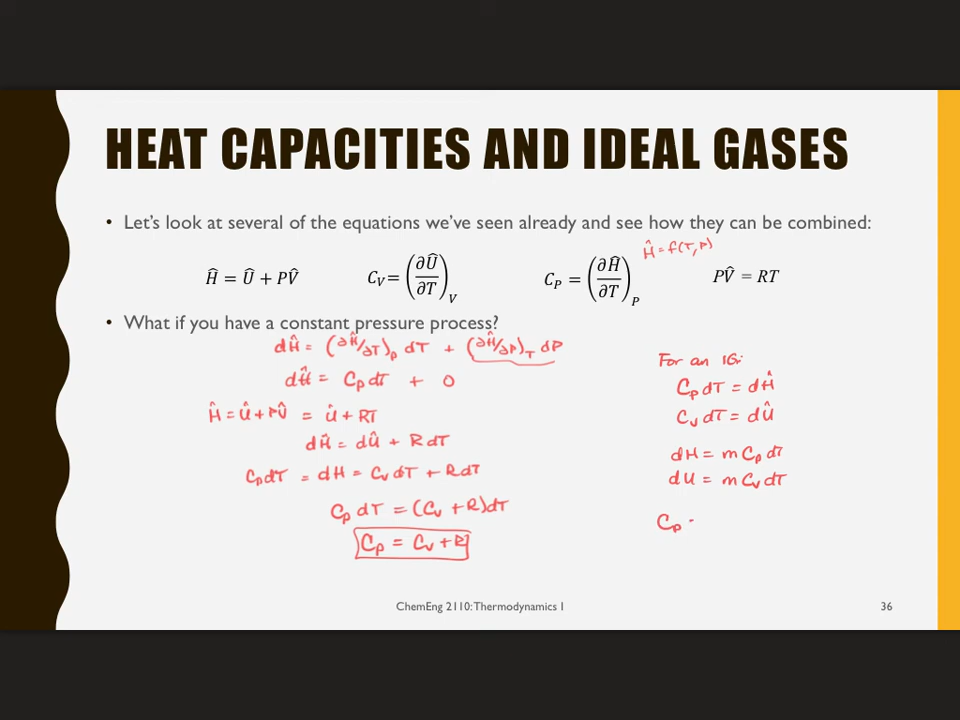 HEAT CAPACITIES AND IDEAL GASES
• Let's look at several of the equations we've seen already and see how they can be combined:
Ĥ = f(T, P)
Ĥ = Û + PV̂   C_V = (∂Û/∂T)_V   C_P = (∂Ĥ/∂T)_P   PV̂ = RT
• What if you have a constant pressure process?
dĤ = (∂Ĥ/∂T)_P dT + (∂Ĥ/∂P)_T dP
dĤ = C_P dT + 0
Ĥ = Û + PV̂ = Û + RT
dĤ = dÛ + R dT
C_P dT = dH = C_V dT + R dT
C_P dT = (C_V + R) dT
C_P = C_V + R
For an IG:
C_P dT = dĤ
C_V dT = dÛ
dH = m C_P dT
dU = m C_V dT
C_P -
ChemEng 2110: Thermodynamics I
36